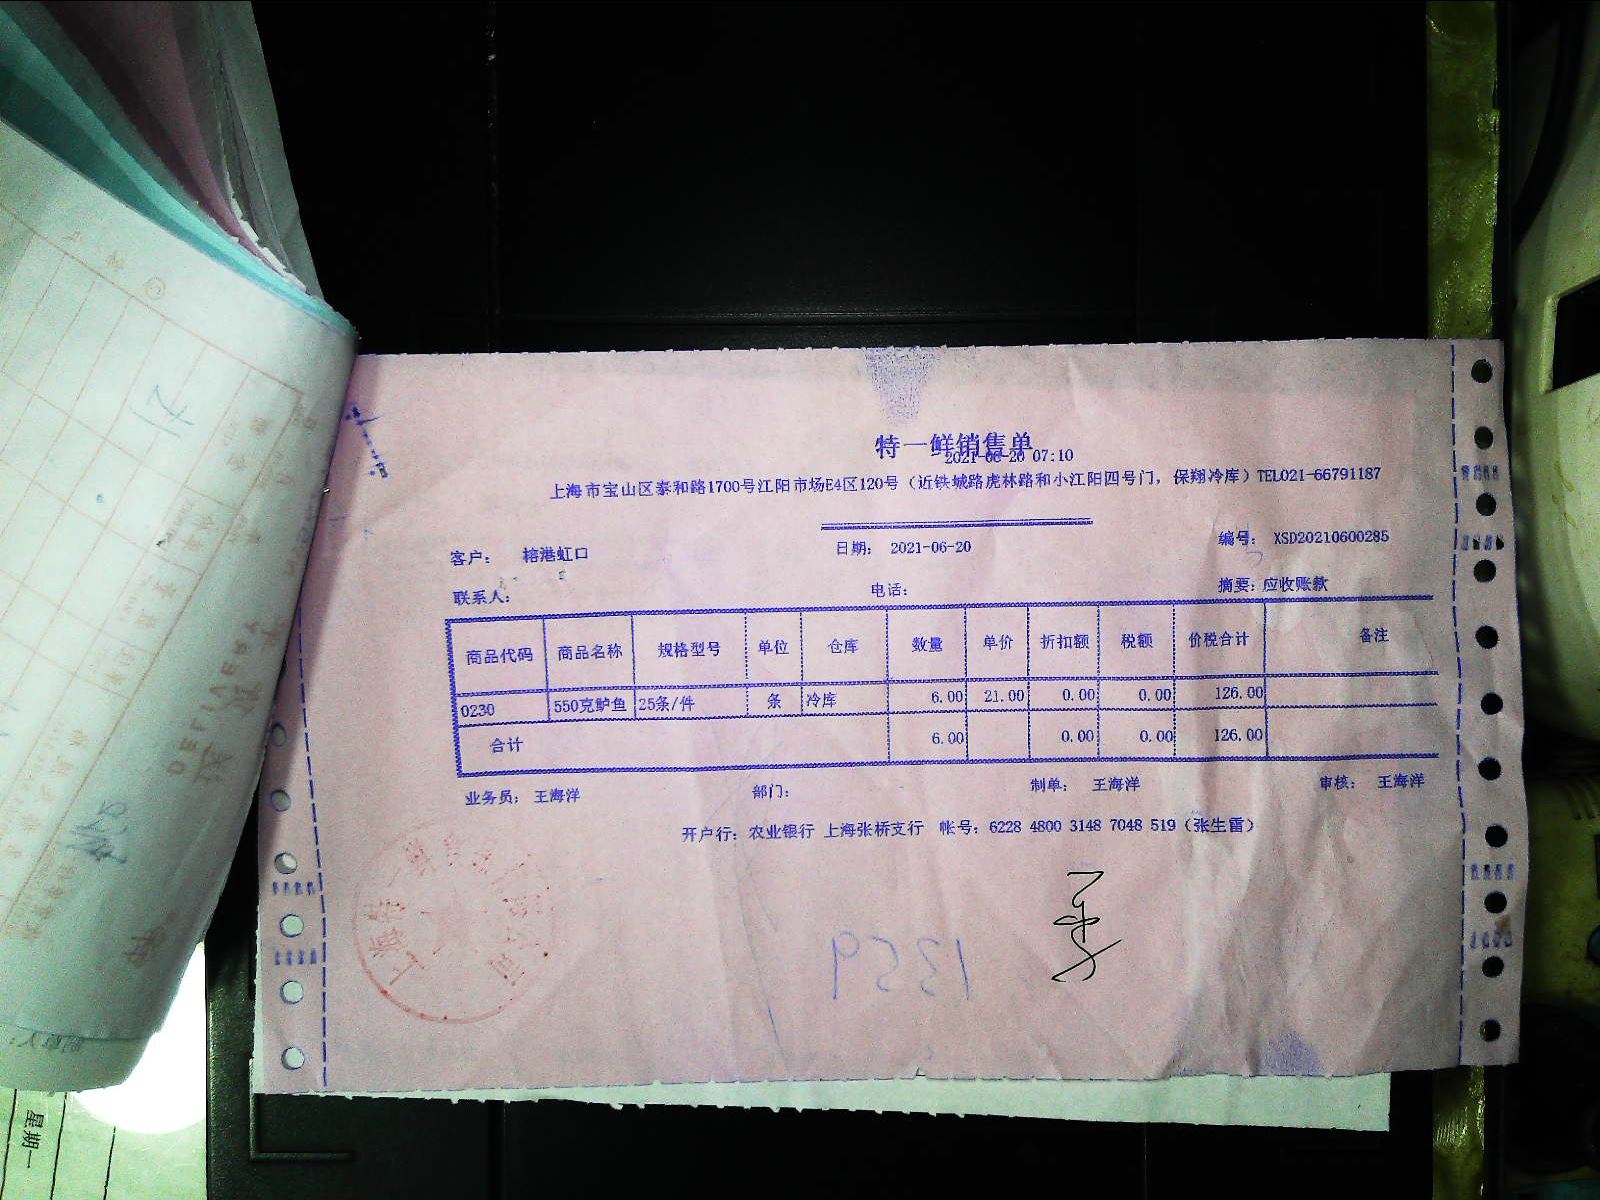 特一鲜销售单
2021-06-20 07:10
上海市宝山区泰和路1700号江阳市场E4区120号（近铁城路虎林路和小江阳四号门，保翔冷库）TEL021-66791187
客户： 榕港虹口 日期： 2021-06-20 编号： XSD20210600285
联系人： 电话： 摘要：应收账款
商品代码 商品名称 规格型号 单位 仓库 数量 单价 折扣额 税额 价税合计 备注
0230 550克鲈鱼 25条/件 条 冷库 6.00 21.00 0.00 0.00 126.00
合计 6.00 0.00 0.00 126.00
业务员： 王海洋 部门： 制单： 王海洋 审核： 王海洋
开户行：农业银行 上海张桥支行 帐号：6228 4800 3148 7048 519（张生雷）
1359
DELIVERY
星期一